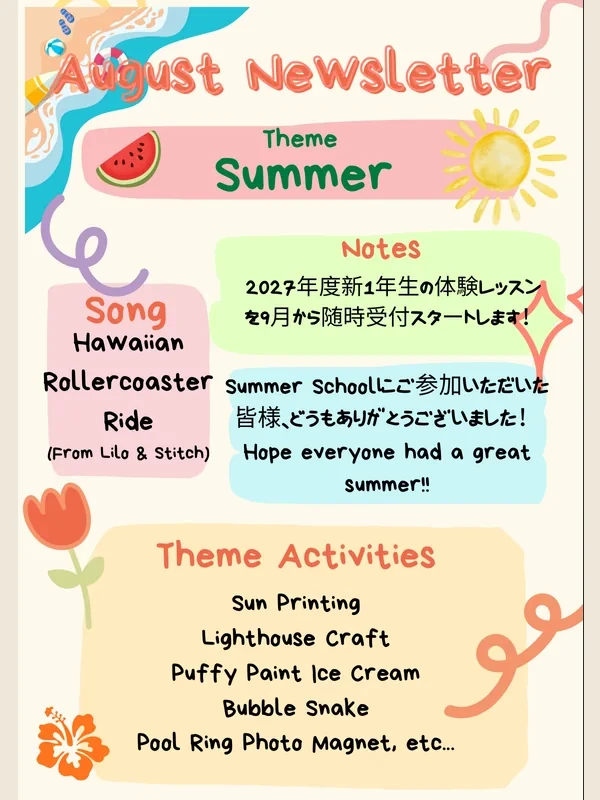 August Newsletter
Theme
Summer
Notes
2027年度新1年生の体験レッスン
を9月から随時受付スタートします!
Song
Hawaiian
Rollercoaster
Ride
(From Lilo & Stitch)
Summer Schoolにご参加いただいた
皆様、どうもありがとうございました!
Hope everyone had a great
summer!!
Theme Activities
Sun Printing
Lighthouse Craft
Puffy Paint Ice Cream
Bubble Snake
Pool Ring Photo Magnet, etc...